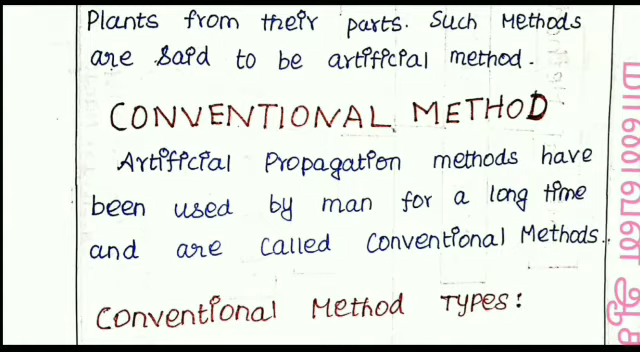 Plants from their parts. Such Methods
are said to be artificial method.
CONVENTIONAL METHOD
Artificial Propagation methods have
been used by man for a long time
and are called Conventional Methods.
Conventional Method Types: